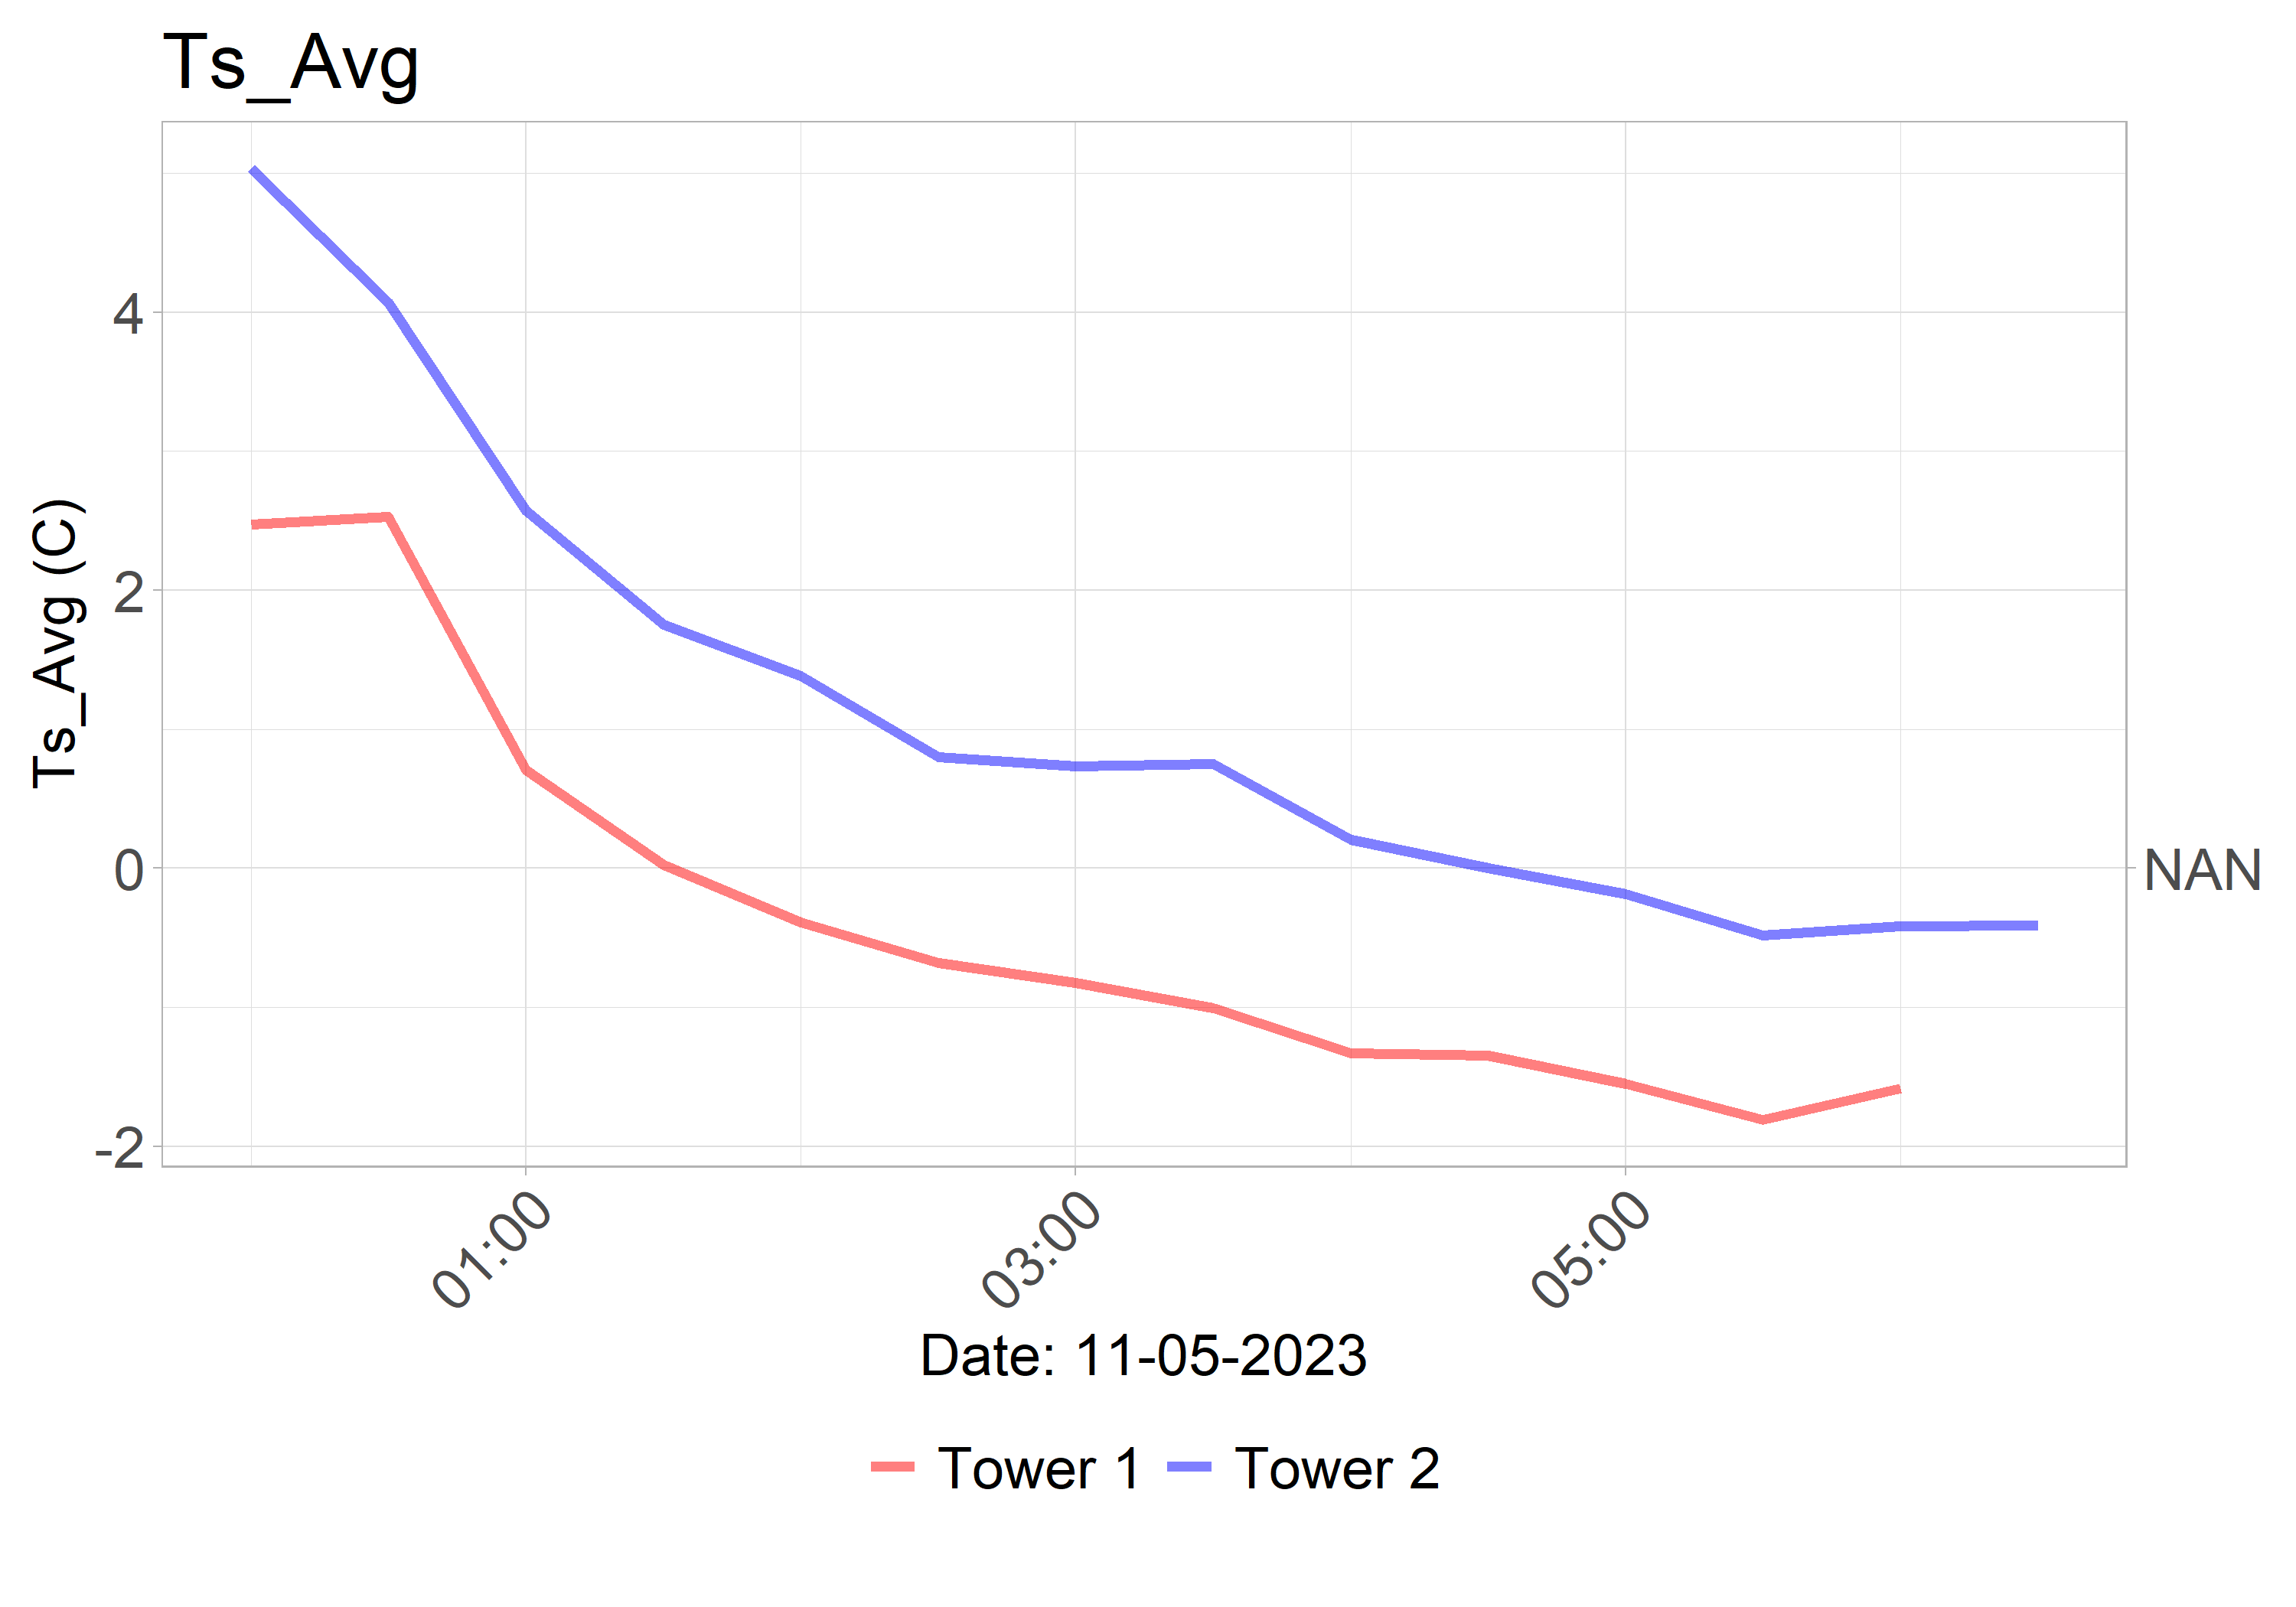 Ts_Avg
Ts_Avg (C)
4
2
0
-2
NAN
01:00
03:00
05:00
Date: 11-05-2023
Tower 1
Tower 2